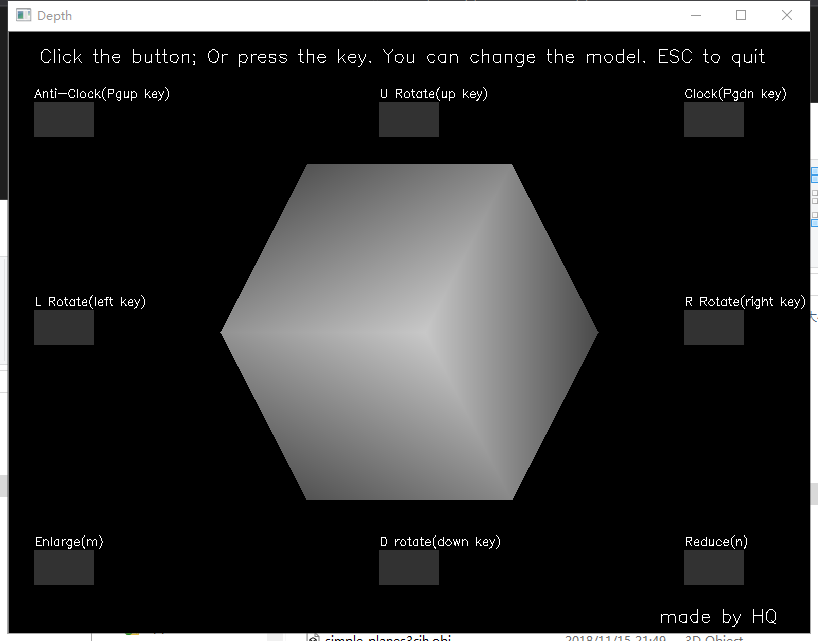 Depth
Click the button; Or press the key. You can change the model. ESC to quit
Anti-Clock(Pgup key)
U Rotate(up key)
Clock(Pgdn key)
L Rotate(left key)
R Rotate(right key)
Enlarge(m)
D rotate(down key)
Reduce(n)
made by HQ
2018/11/15 21:49
3D Object